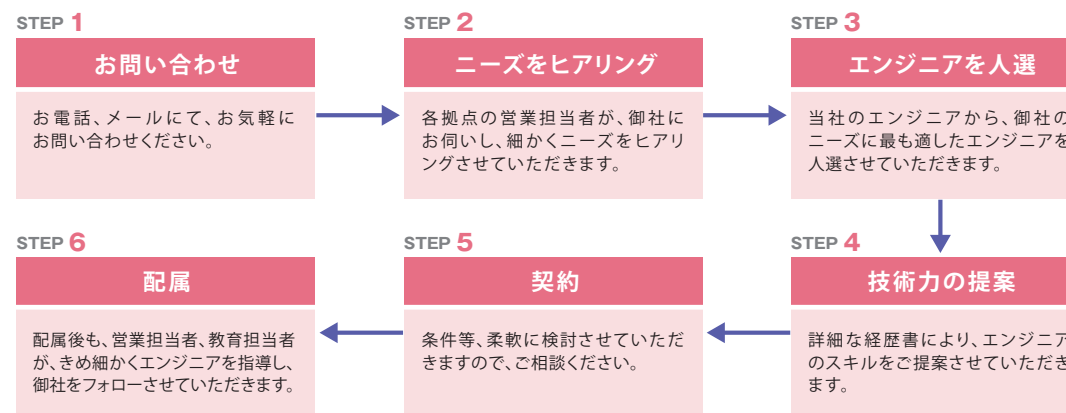 STEP 1
お問い合わせ
お電話、メールにて、お気軽に
お問い合わせください。
STEP 2
ニーズをヒアリング
各拠点の営業担当者が、御社に
お伺いし、細かくニーズをヒアリ
ングさせていただきます。
STEP 3
エンジニアを人選
当社のエンジニアから、御社の
ニーズに最も適したエンジニアを
人選させていただきます。
STEP 4
技術力の提案
詳細な経歴書により、エンジニア
のスキルをご提案させていただき
ます。
STEP 5
契約
条件等、柔軟に検討させていただ
きますので、ご相談ください。
STEP 6
配属
配属後も、営業担当者、教育担当者
が、きめ細かくエンジニアを指導し、
御社をフォローさせていただきます。